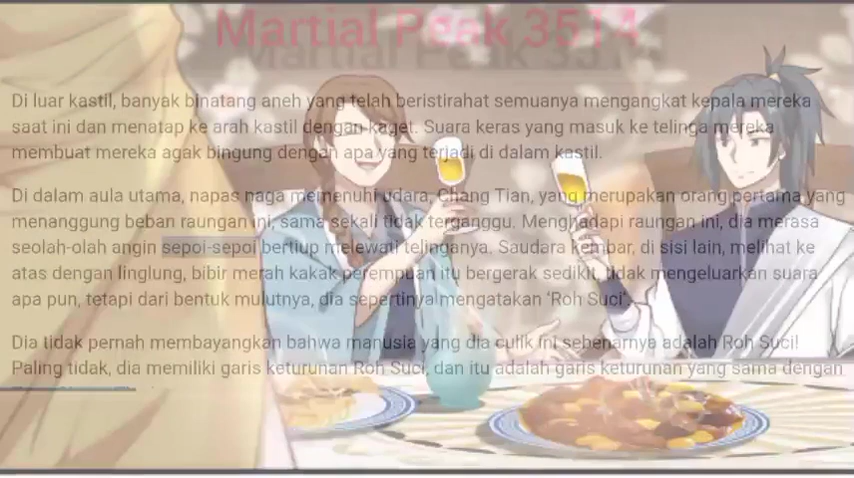 Martial Peak 3514
Di luar kastil, banyak binatang aneh yang telah beristirahat semuanya mengangkat kepala mereka
saat ini dan menatap ke arah kastil dengan kaget. Suara keras yang masuk ke telinga mereka
membuat mereka agak bingung dengan apa yang terjadi di dalam kastil.
Di dalam aula utama, napas naga memenuhi udara. Chang Tian, yang merupakan orang pertama yang
menanggung beban raungan ini, sama sekali tidak terganggu. Menghadapi raungan ini, dia merasa
seolah-olah angin sepoi-sepoi bertiup melewati telinganya. Saudara kembar, di sisi lain, melihat ke
atas dengan linglung, bibir merah kakak perempuan itu bergerak sedikit, tidak mengeluarkan suara
apa pun, tetapi dari bentuk mulutnya, dia sepertinya mengatakan ‘Roh Suci’.
Dia tidak pernah membayangkan bahwa manusia yang dia culik ini sebenarnya adalah Roh Suci!
Paling tidak, dia memiliki garis keturunan Roh Suci, dan itu adalah garis keturunan yang sama dengan